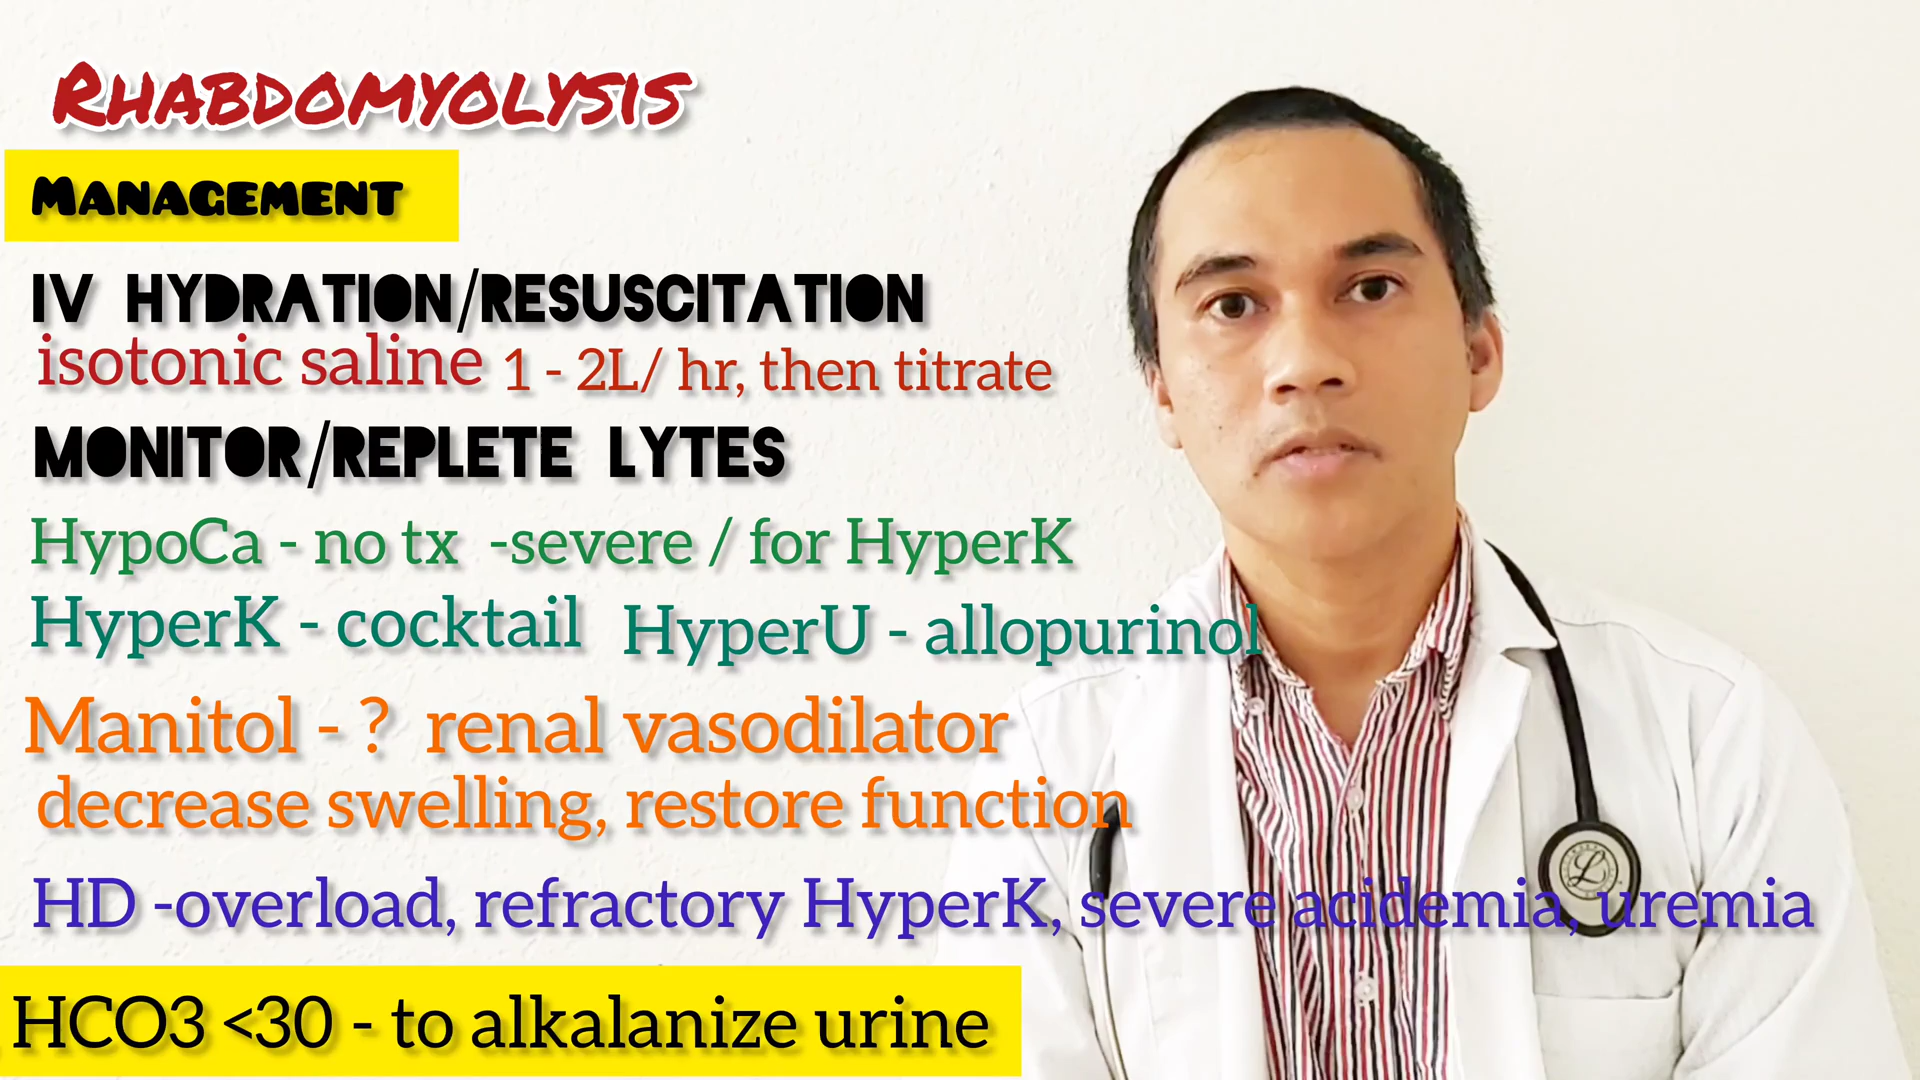 RHABDOMYOLYSIS
MANAGEMENT
IV HYDRATION/RESUSCITATION
isotonic saline 1 - 2L/ hr, then titrate
MONITOR/REPLETE LYTES
HypoCa - no tx -severe / for HyperK
HyperK - cocktail HyperU - allopurinol
Manitol - ? renal vasodilator
decrease swelling, restore function
HD -overload, refractory HyperK, severe acidemia, uremia
HCO3 <30 - to alkalanize urine